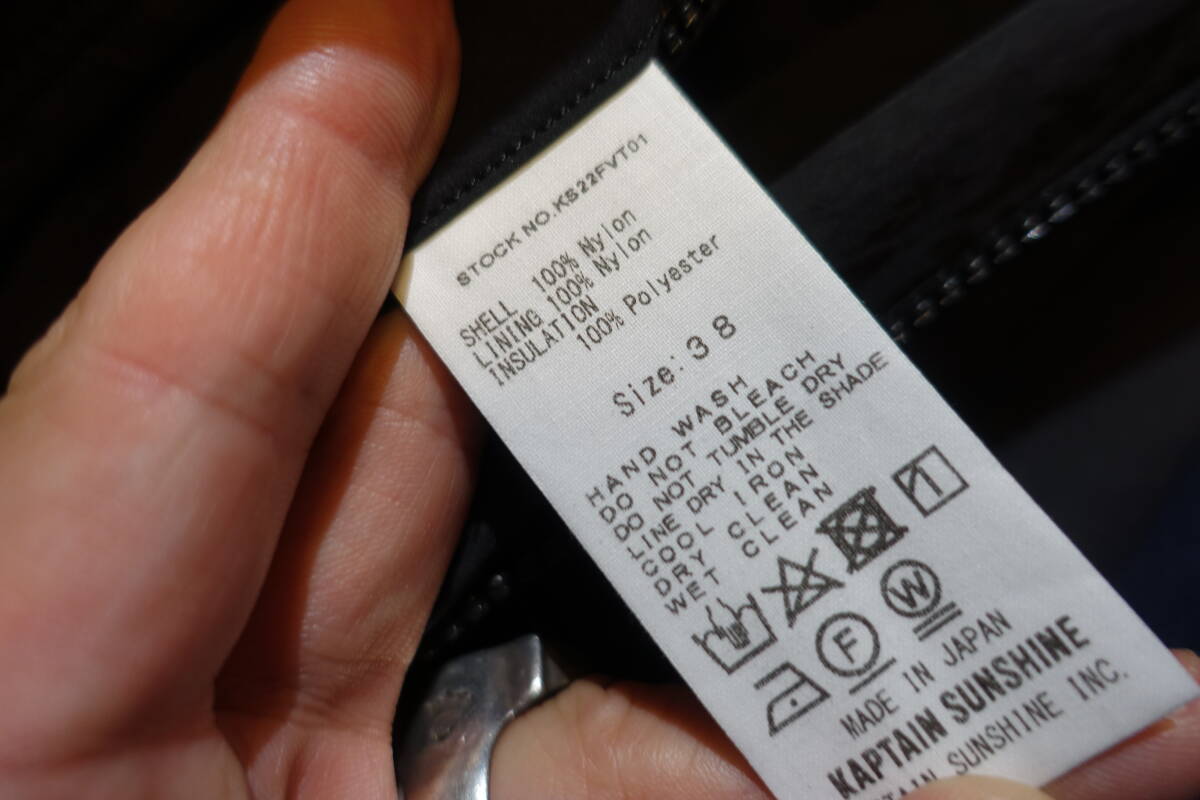 STOCK NO.KS22FVT01
SHELL 100% Nylon
LINING 100% Nylon
INSULATION
100% Polyester
Size: 38
HAND WASH
DO NOT BLEACH
DO NOT TUMBLE DRY
LINE DRY IN THE SHADE
COOL IRON
DRY CLEAN
WET CLEAN
F
W
MADE IN JAPAN
KAPTAIN SUNSHINE
SUNSHINE INC.